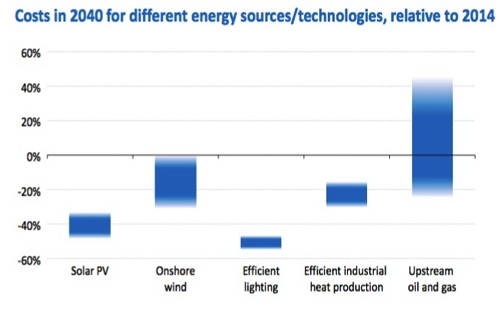 Costs in 2040 for different energy sources/technologies, relative to 2014
60%
40%
20%
0%
-20%
-40%
-60%
Solar PV
Onshore
wind
Efficient
lighting
Efficient industrial
heat production
Upstream
oil and gas